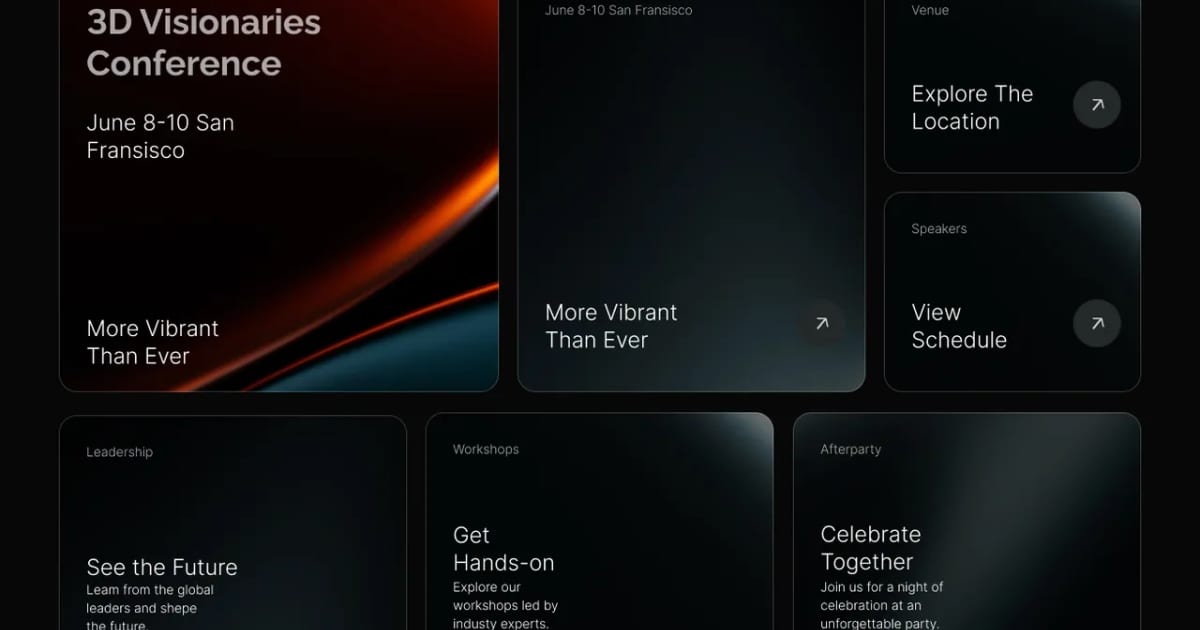 3D Visionaries
Conference
June 8-10 San
Fransisco
More Vibrant
Than Ever
June 8-10 San Fransisco
More Vibrant
Than Ever
Venue
Explore The
Location
Speakers
View
Schedule
Leadership
See the Future
Leam from the global
leaders and shepe
the future.
Workshops
Get
Hands-on
Explore our
workshops led by
industy experts.
Afterparty
Celebrate
Together
Join us for a night of
celebration at an
unforgettable party.